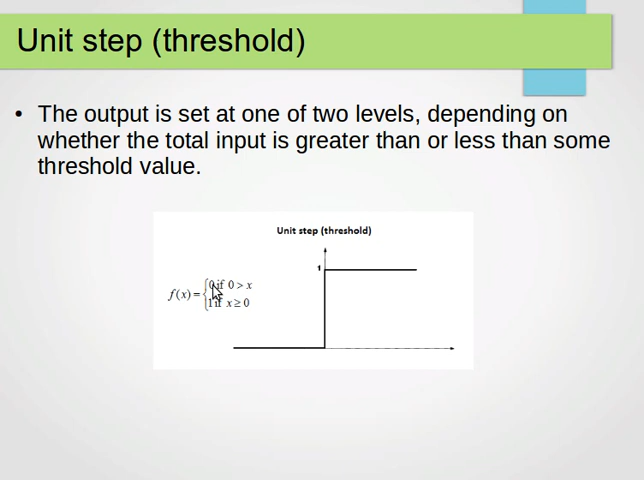 Unit step (threshold)
• The output is set at one of two levels, depending on
whether the total input is greater than or less than some
threshold value.
Unit step (threshold)
1
f(x) = { 0 if 0 > x
1 if x ≥ 0